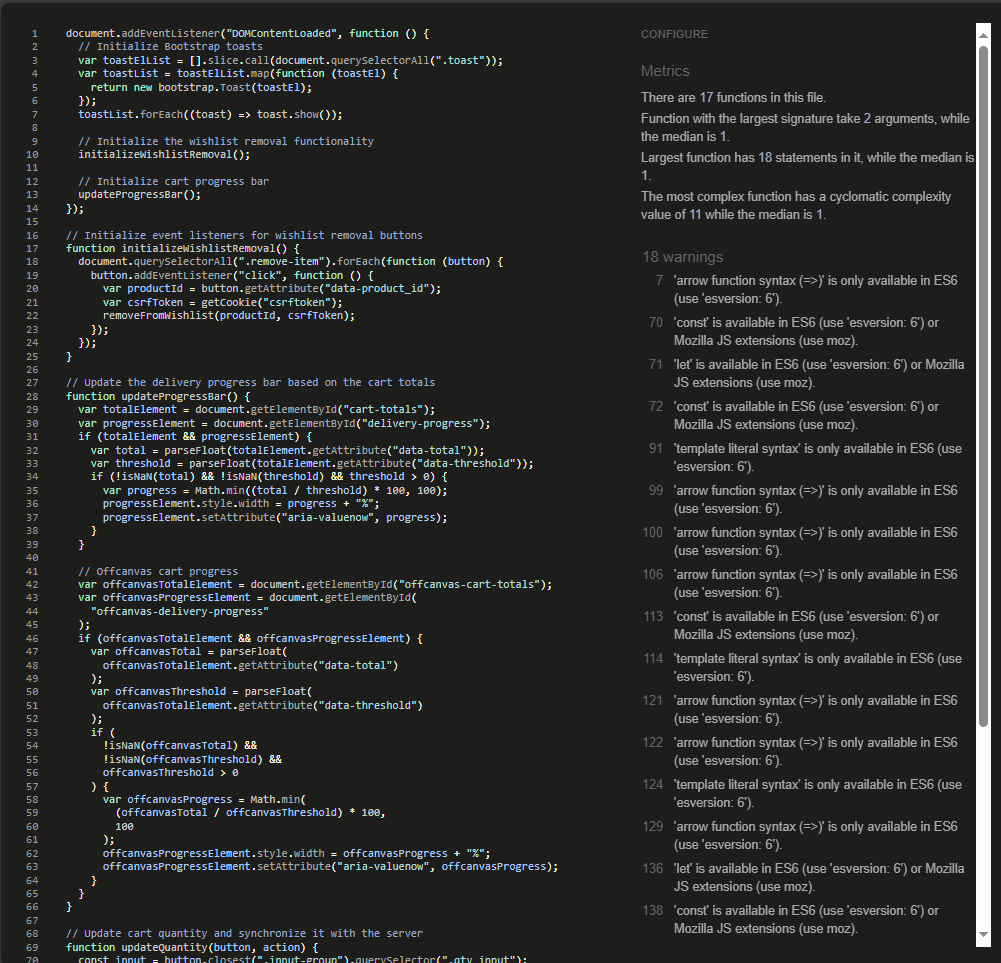 1 document.addEventListener("DOMContentLoaded", function () {
2 // Initialize Bootstrap toasts
3 var toastElList = [].slice.call(document.querySelectorAll(".toast"));
4 var toastList = toastElList.map(function (toastEl) {
5 return new bootstrap.Toast(toastEl);
6 });
7 toastList.forEach((toast) => toast.show());
8
9 // Initialize the wishlist removal functionality
10 initializeWishlistRemoval();
11
12 // Initialize cart progress bar
13 updateProgressBar();
14 });
15
16 // Initialize event listeners for wishlist removal buttons
17 function initializeWishlistRemoval() {
18 document.querySelectorAll(".remove-item").forEach(function (button) {
19 button.addEventListener("click", function () {
20 var productId = button.getAttribute("data-product_id");
21 var csrfToken = getCookie("csrftoken");
22 removeFromWishlist(productId, csrfToken);
23 });
24 });
25 }
26
27 // Update the delivery progress bar based on the cart totals
28 function updateProgressBar() {
29 var totalElement = document.getElementById("cart-totals");
30 var progressElement = document.getElementById("delivery-progress");
31 if (totalElement && progressElement) {
32 var total = parseFloat(totalElement.getAttribute("data-total"));
33 var threshold = parseFloat(totalElement.getAttribute("data-threshold"));
34 if (!isNaN(total) && !isNaN(threshold) && threshold > 0) {
35 var progress = Math.min((total / threshold) * 100, 100);
36 progressElement.style.width = progress + "%";
37 progressElement.setAttribute("aria-valuenow", progress);
38 }
39 }
40
41 // Offcanvas cart progress
42 var offcanvasTotalElement = document.getElementById("offcanvas-cart-totals");
43 var offcanvasProgressElement = document.getElementById(
44 "offcanvas-delivery-progress"
45 );
46 if (offcanvasTotalElement && offcanvasProgressElement) {
47 var offcanvasTotal = parseFloat(
48 offcanvasTotalElement.getAttribute("data-total")
49 );
50 var offcanvasThreshold = parseFloat(
51 offcanvasTotalElement.getAttribute("data-threshold")
52 );
53 if (
54 !isNaN(offcanvasTotal) &&
55 !isNaN(offcanvasThreshold) &&
56 offcanvasThreshold > 0
57 ) {
58 var offcanvasProgress = Math.min(
59 (offcanvasTotal / offcanvasThreshold) * 100,
60 100
61 );
62 offcanvasProgressElement.style.width = offcanvasProgress + "%";
63 offcanvasProgressElement.setAttribute("aria-valuenow", offcanvasProgress);
64 }
65 }
66 }
67
68 // Update cart quantity and synchronize it with the server
69 function updateQuantity(button, action) {
70 const input = button.closest(".input-group").querySelector(".qty_input");
CONFIGURE
Metrics
There are 17 functions in this file.
Function with the largest signature take 2 arguments, while
the median is 1.
Largest function has 18 statements in it, while the median is
1.
The most complex function has a cyclomatic complexity
value of 11 while the median is 1.
18 warnings
7 'arrow function syntax (=>)' is only available in ES6
(use 'esversion: 6').
70 'const' is available in ES6 (use 'esversion: 6') or
Mozilla JS extensions (use moz).
71 'let' is available in ES6 (use 'esversion: 6') or Mozilla
JS extensions (use moz).
72 'const' is available in ES6 (use 'esversion: 6') or
Mozilla JS extensions (use moz).
91 'template literal syntax' is only available in ES6 (use
'esversion: 6').
99 'arrow function syntax (=>)' is only available in ES6
(use 'esversion: 6').
100 'arrow function syntax (=>)' is only available in ES6
(use 'esversion: 6').
106 'arrow function syntax (=>)' is only available in ES6
(use 'esversion: 6').
113 'const' is available in ES6 (use 'esversion: 6') or
Mozilla JS extensions (use moz).
114 'template literal syntax' is only available in ES6 (use
'esversion: 6').
121 'arrow function syntax (=>)' is only available in ES6
(use 'esversion: 6').
122 'arrow function syntax (=>)' is only available in ES6
(use 'esversion: 6').
124 'template literal syntax' is only available in ES6 (use
'esversion: 6').
129 'arrow function syntax (=>)' is only available in ES6
(use 'esversion: 6').
136 'let' is available in ES6 (use 'esversion: 6') or Mozilla
JS extensions (use moz).
138 'const' is available in ES6 (use 'esversion: 6') or
Mozilla JS extensions (use moz).